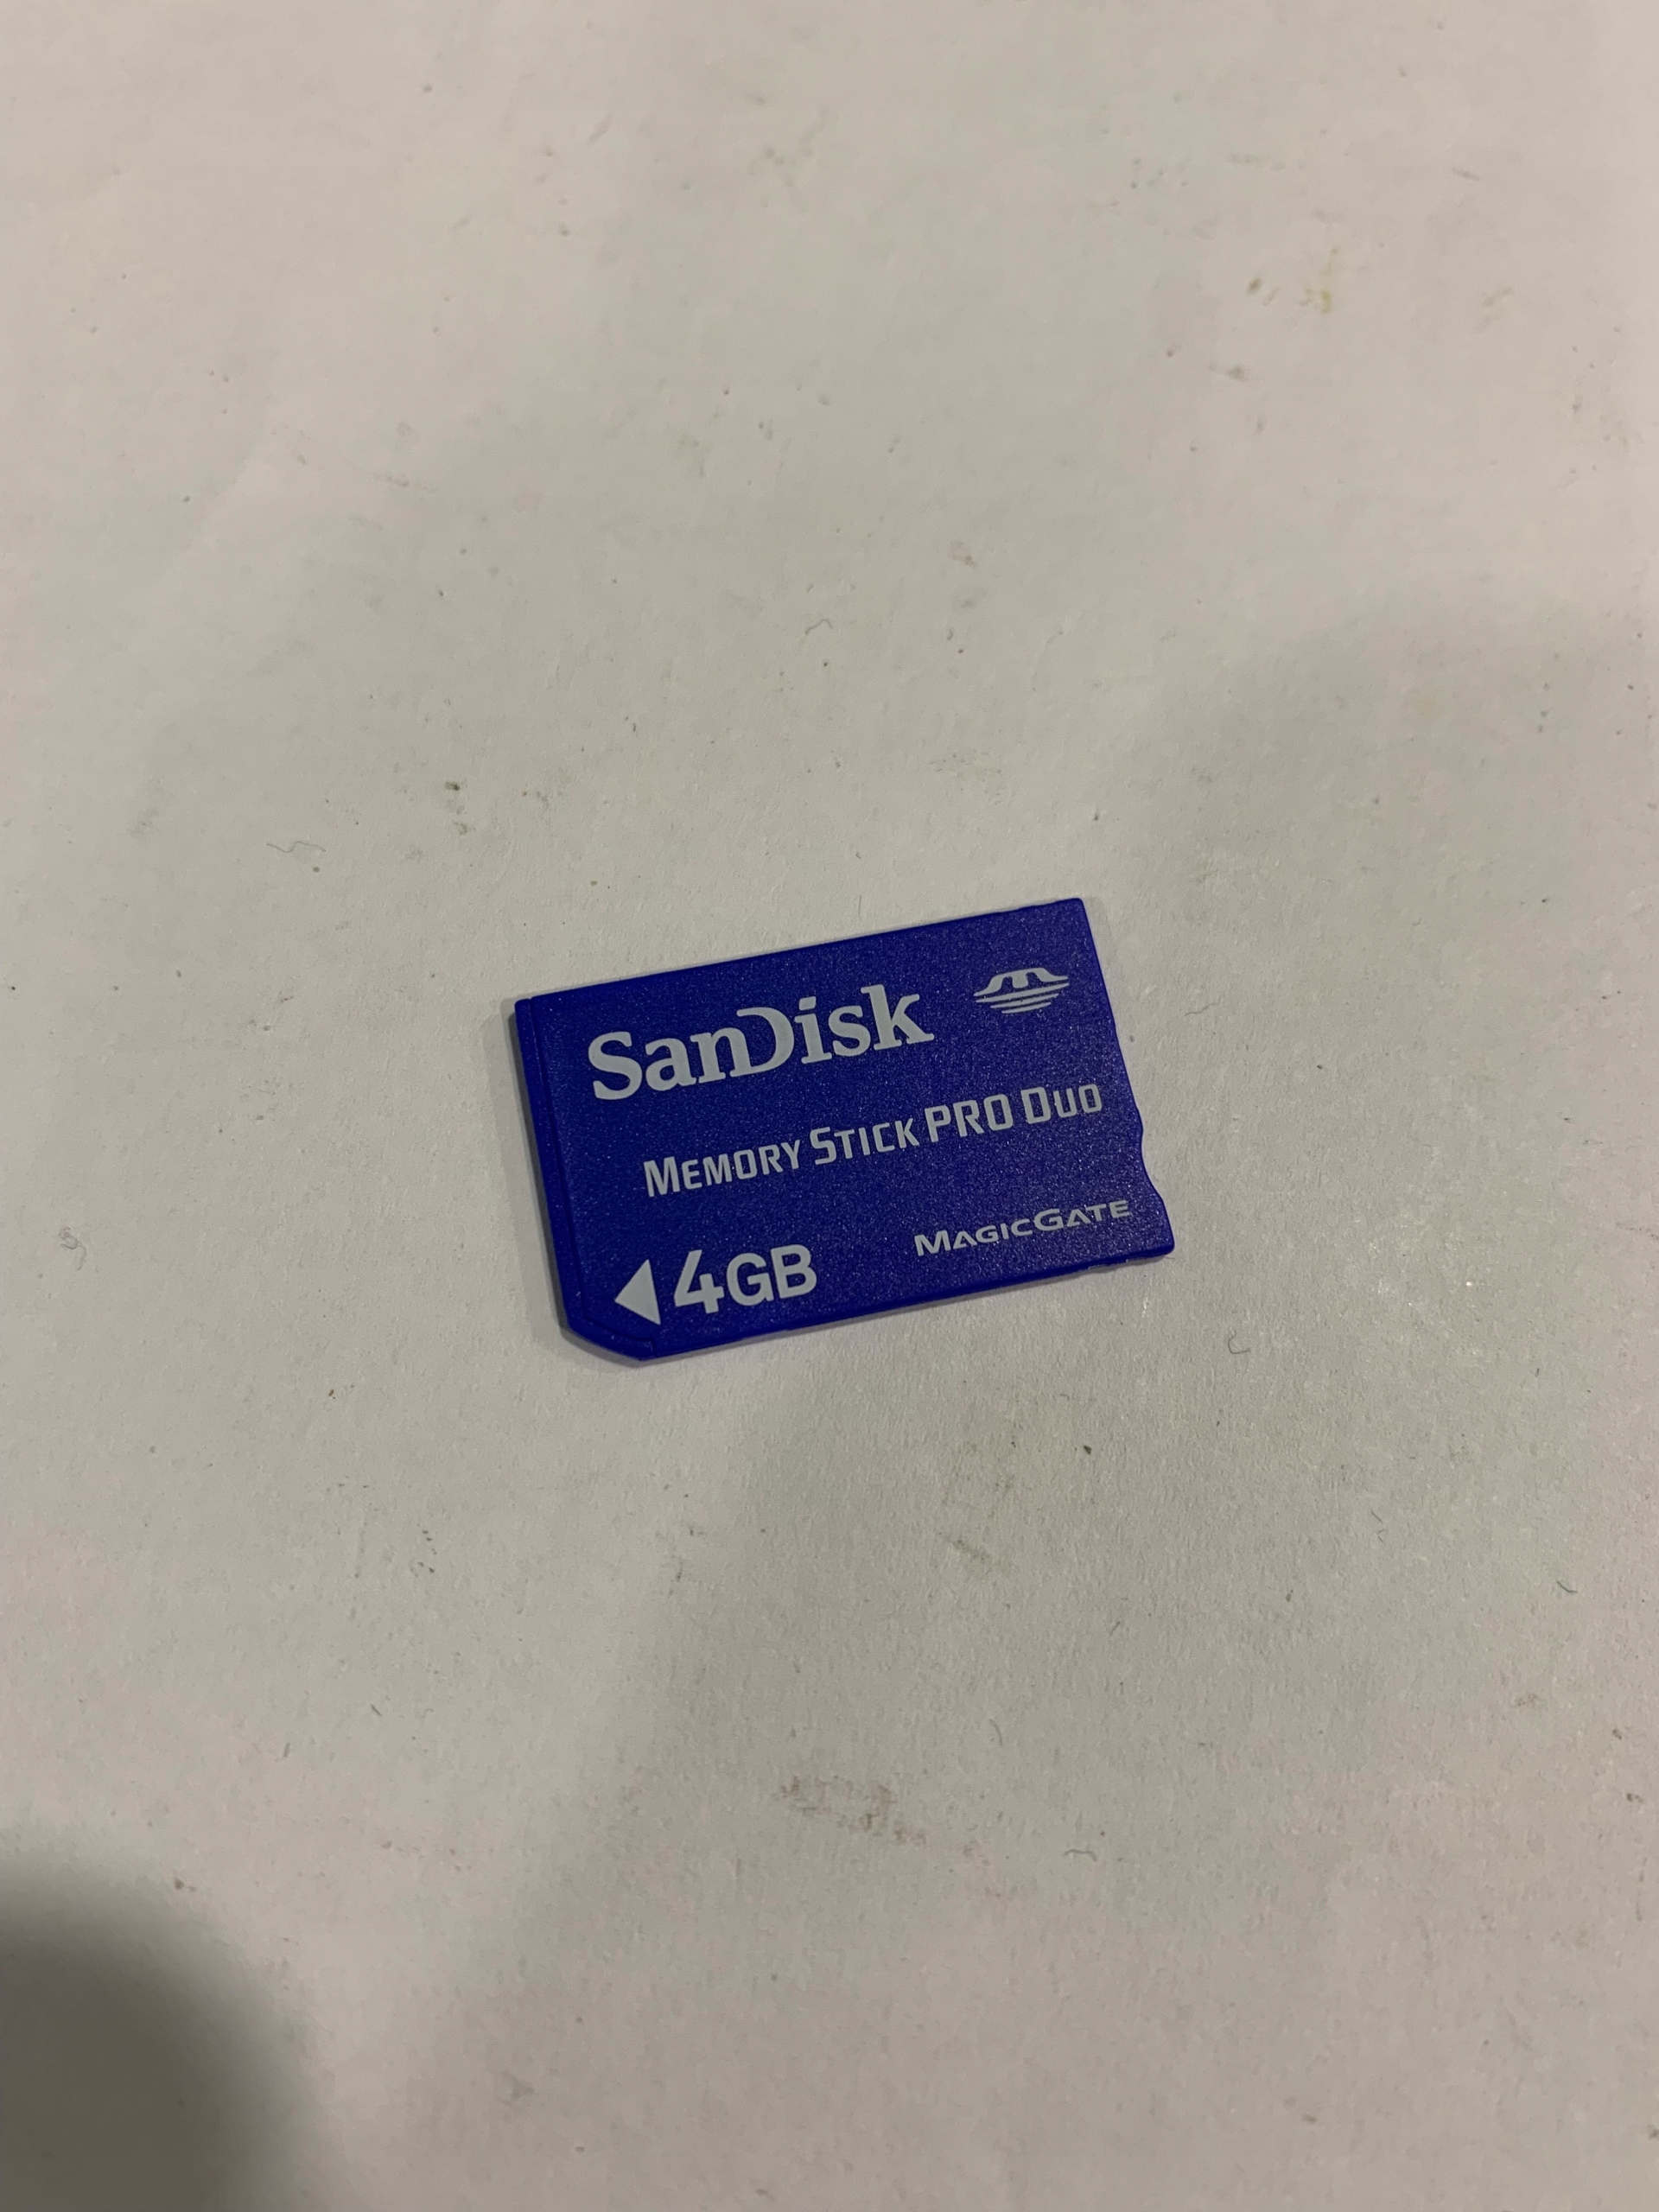 SanDisk
MEMORY STICK PRO DUO
4GB
MAGICGATE